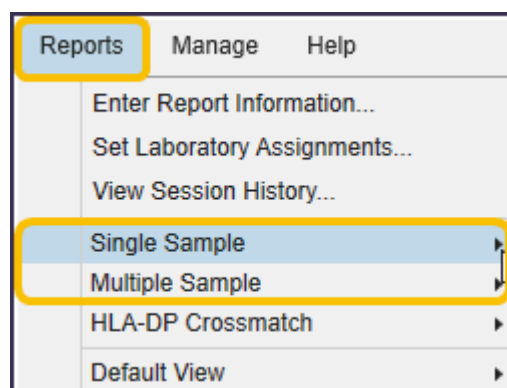 Reports Manage Help
Enter Report Information...
Set Laboratory Assignments...
View Session History...
Single Sample
Multiple Sample
HLA-DP Crossmatch
Default View